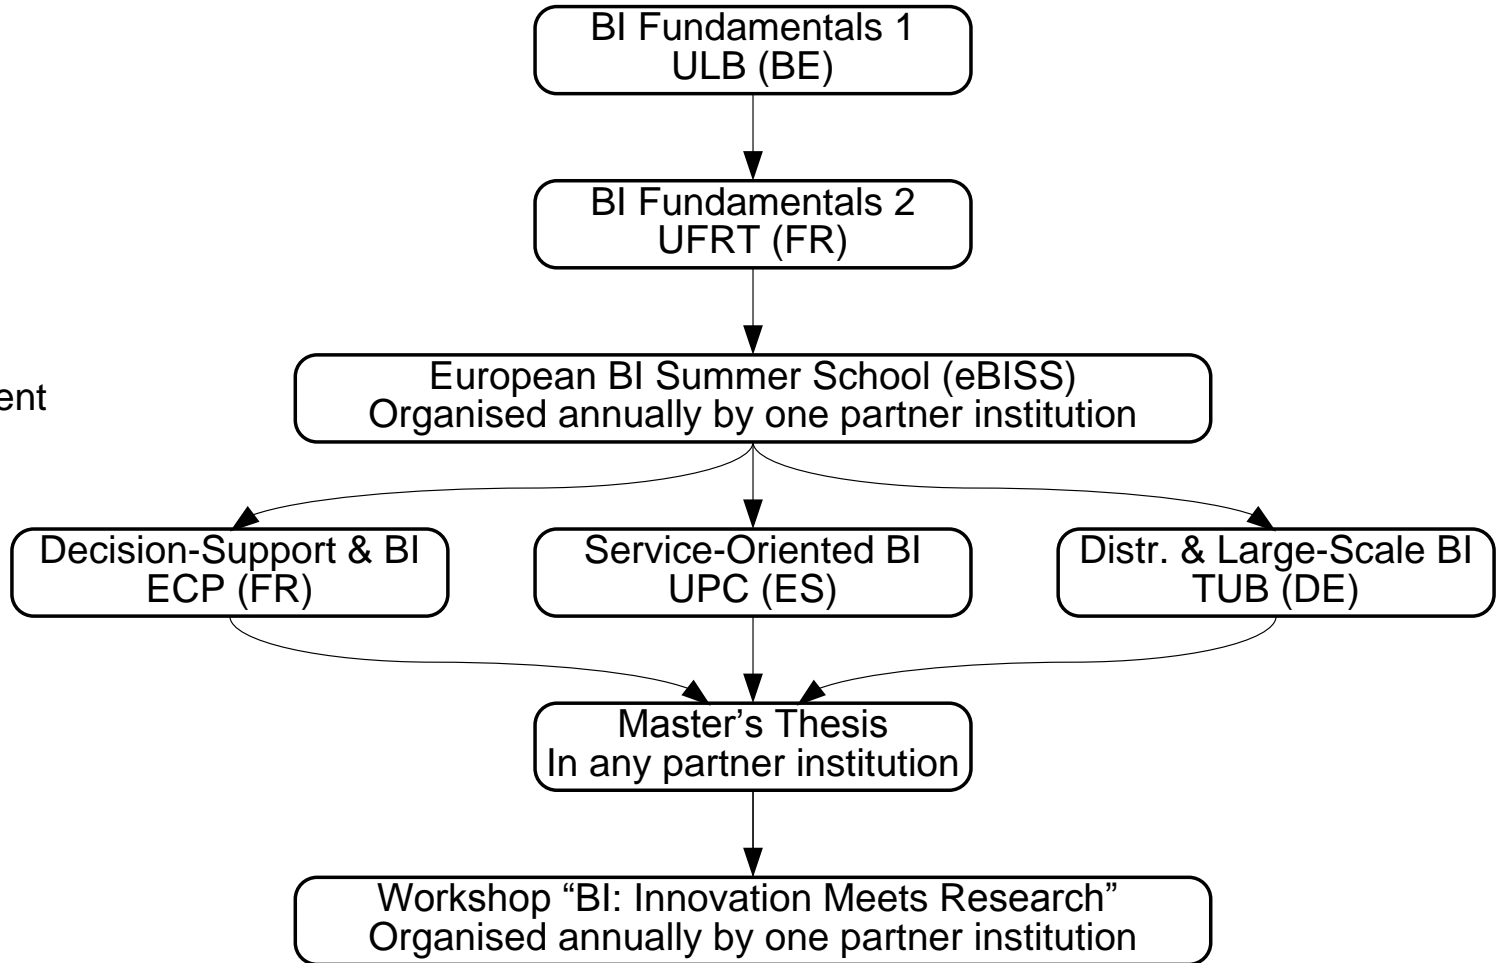 BI Fundamentals 1
ULB (BE)
BI Fundamentals 2
UFRT (FR)
European BI Summer School (eBISS)
Organised annually by one partner institution
ent
Decision-Support & BI
ECP (FR)
Service-Oriented BI
UPC (ES)
Distr. & Large-Scale BI
TUB (DE)
Master’s Thesis
In any partner institution
Workshop “BI: Innovation Meets Research”
Organised annually by one partner institution